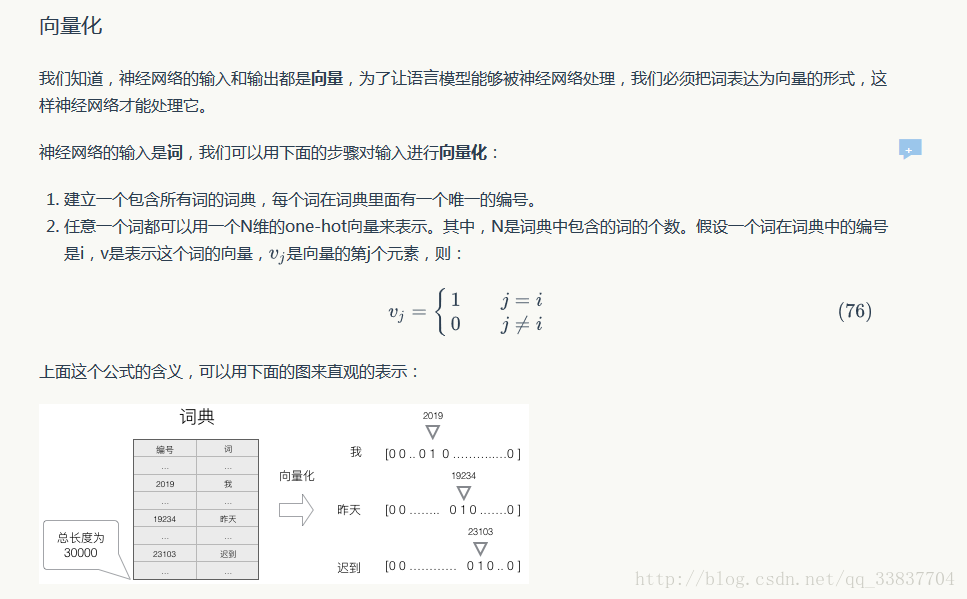 向量化
我们知道，神经网络的输入和输出都是向量，为了让语言模型能够被神经网络处理，我们必须把词表达为向量的形式，这
样神经网络才能处理它。
神经网络的输入是词，我们可以用下面的步骤对输入进行向量化：
1. 建立一个包含所有词的词典，每个词在词典里面有一个唯一的编号。
2. 任意一个词都可以用一个N维的one-hot向量来表示。其中，N是词典中包含的词的个数。假设一个词在词典中的编号
是i，v是表示这个词的向量，vj是向量的第j个元素，则：
vj = { 1 j = i
0 j ≠ i
(76)
上面这个公式的含义，可以用下面的图来直观的表示：
词典
编号 词
... ...
2019 我
... ...
19234 昨天
... ...
23103 迟到
... ...
总长度为
30000
向量化
2019
我 [0 0 .. 0 1 0 ...............0 ]
19234
昨天 [0 0 ........ 0 1 0 .......0 ]
23103
迟到 [0 0 ............ 0 1 0 .. 0 ]
http://blog.csdn.net/qq_33837704